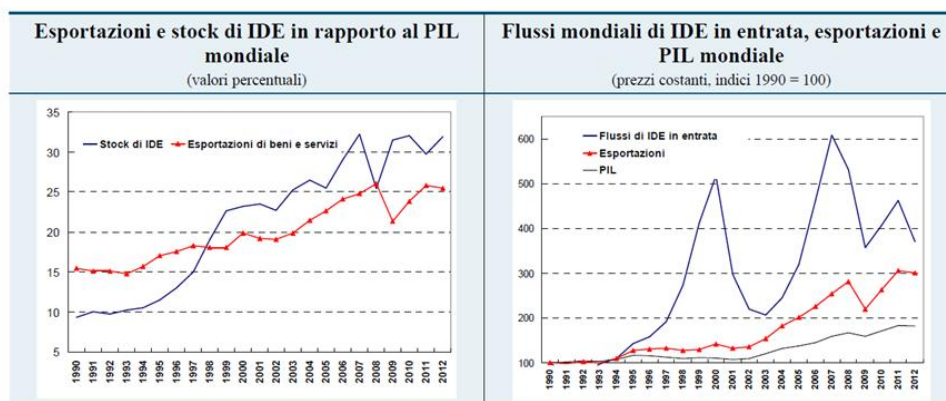 Esportazioni e stock di IDE in rapporto al PIL
mondiale
(valori percentuali)
35
30
25
20
15
10
5
Stock di IDE
Esportazioni di beni e servizi
1990 1991 1992 1993 1994 1995 1996 1997 1998 1999 2000 2001 2002 2003 2004 2005 2006 2007 2008 2009 2010 2011 2012
Flussi mondiali di IDE in entrata, esportazioni e
PIL mondiale
(prezzi costanti, indici 1990 = 100)
600
500
400
300
200
100
Flussi di IDE in entrata
Esportazioni
PIL
1990 1991 1992 1993 1994 1995 1996 1997 1998 1999 2000 2001 2002 2003 2004 2005 2006 2007 2008 2009 2010 2011 2012